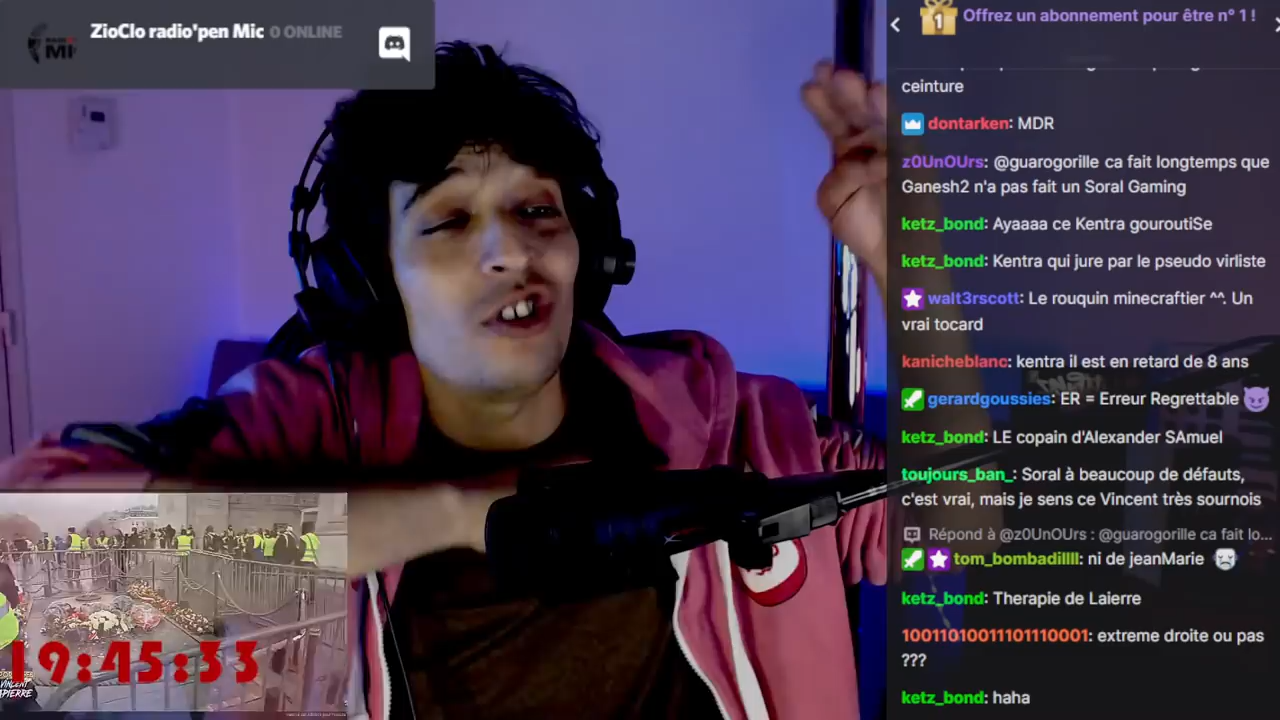 ZioClo radio'pen Mic 0 ONLINE
MI
1
Offrez un abonnement pour être n° 1 !
ceinture
dontarken: MDR
z0UnOUrs: @guarogorille ca fait longtemps que
Ganesh2 n'a pas fait un Soral Gaming
ketz_bond: Ayaaaa ce Kentra gouroutiSe
ketz_bond: Kentra qui jure par le pseudo virliste
walt3rscott: Le rouquin minecraftier ^^. Un
vrai tocard
kanicheblanc: kentra il est en retard de 8 ans
gerardgoussies: ER = Erreur Regrettable
ketz_bond: LE copain d'Alexander SAmuel
toujours_ban_: Soral à beaucoup de défauts,
c'est vrai, mais je sens ce Vincent très sournois
Répond à @z0UnOUrs : @guarogorille ca fait lo...
tom_bombadillll: ni de jeanMarie
ketz_bond: Therapie de Laierre
10011010011101110001: extreme droite ou pas
???
ketz_bond: haha
19:45:33
VINCENT